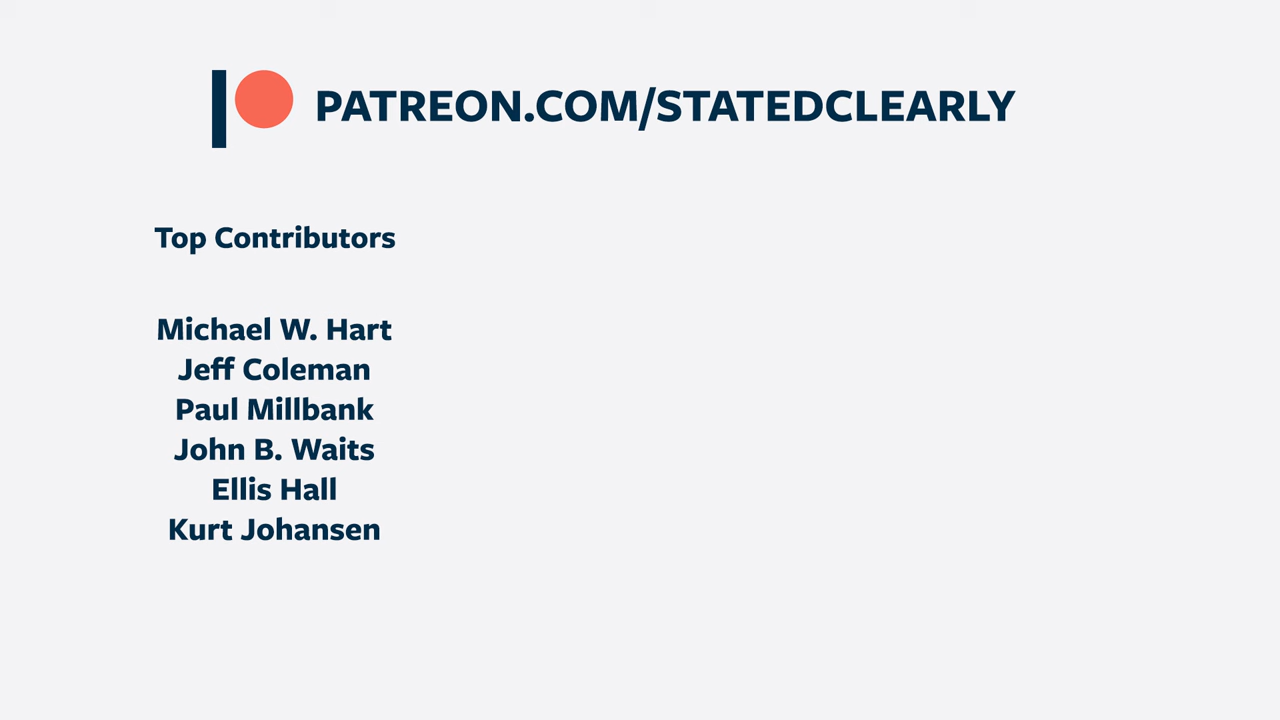 PATREON.COM/STATEDCLEARLY
Top Contributors
Michael W. Hart
Jeff Coleman
Paul Millbank
John B. Waits
Ellis Hall
Kurt Johansen